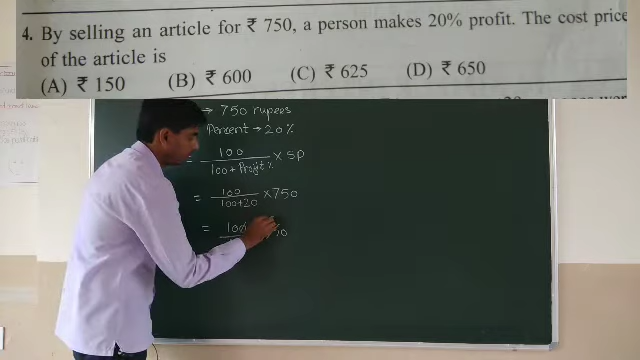 4. By selling an article for ₹ 750, a person makes 20% profit. The cost price
of the article is
(A) ₹ 150 (B) ₹ 600 (C) ₹ 625 (D) ₹ 650
→ 750 rupees
Percent → 20%
= 100 / 100 + Profit % × SP
= 100 / 100+20 × 750
= 100